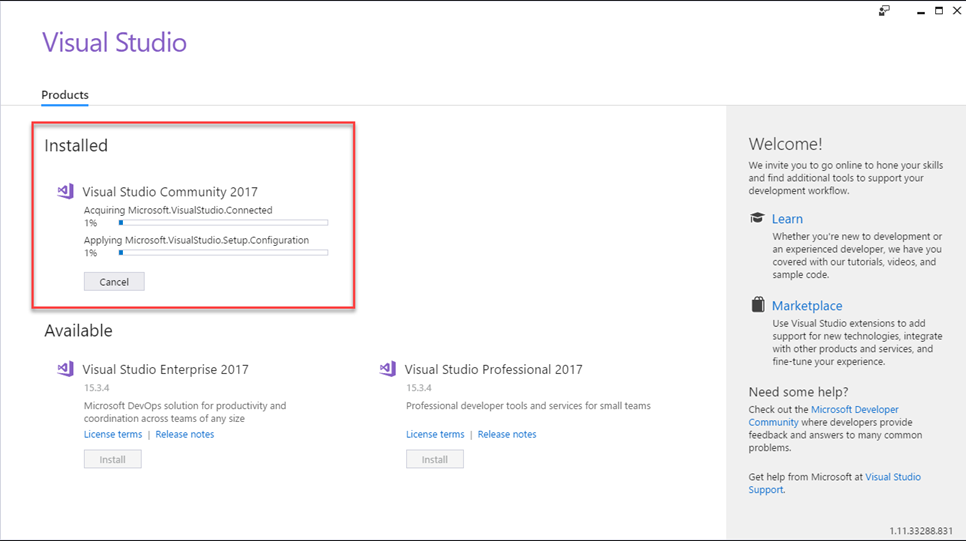 Visual Studio
Products
Installed
Visual Studio Community 2017
Acquiring Microsoft.VisualStudio.Connected
1%
Applying Microsoft.VisualStudio.Setup.Configuration
1%
Cancel
Available
Visual Studio Enterprise 2017
15.3.4
Microsoft DevOps solution for productivity and
coordination across teams of any size
License terms | Release notes
Install
Visual Studio Professional 2017
15.3.4
Professional developer tools and services for small teams
License terms | Release notes
Install
Welcome!
We invite you to go online to hone your skills
and find additional tools to support your
development workflow.
Learn
Whether you're new to development or
an experienced developer, we have you
covered with our tutorials, videos, and
sample code.
Marketplace
Use Visual Studio extensions to add
support for new technologies, integrate
with other products and services, and
fine-tune your experience.
Need some help?
Check out the Microsoft Developer
Community where developers provide
feedback and answers to many common
problems.
Get help from Microsoft at Visual Studio
Support.
1.11.33288.831